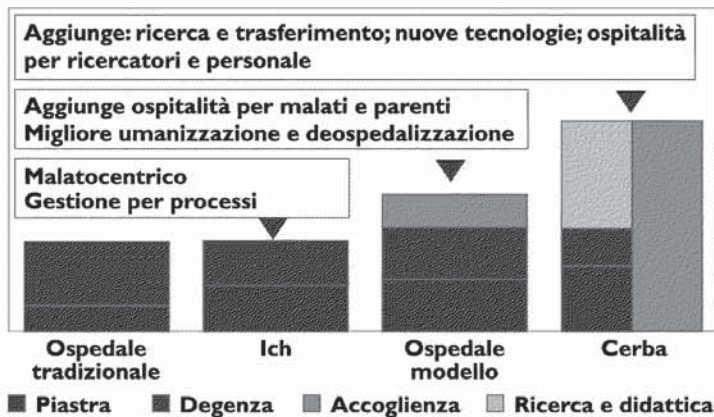 Aggiunge: ricerca e trasferimento; nuove tecnologie; ospitalità
per ricercatori e personale
Aggiunge ospitalità per malati e parenti
Migliore umanizzazione e deospedalizzazione
Malatocentrico
Gestione per processi
Ospedale
tradizionale
Ich
Ospedale
modello
Cerba
Piastra
Degenza
Accoglienza
Ricerca e didattica